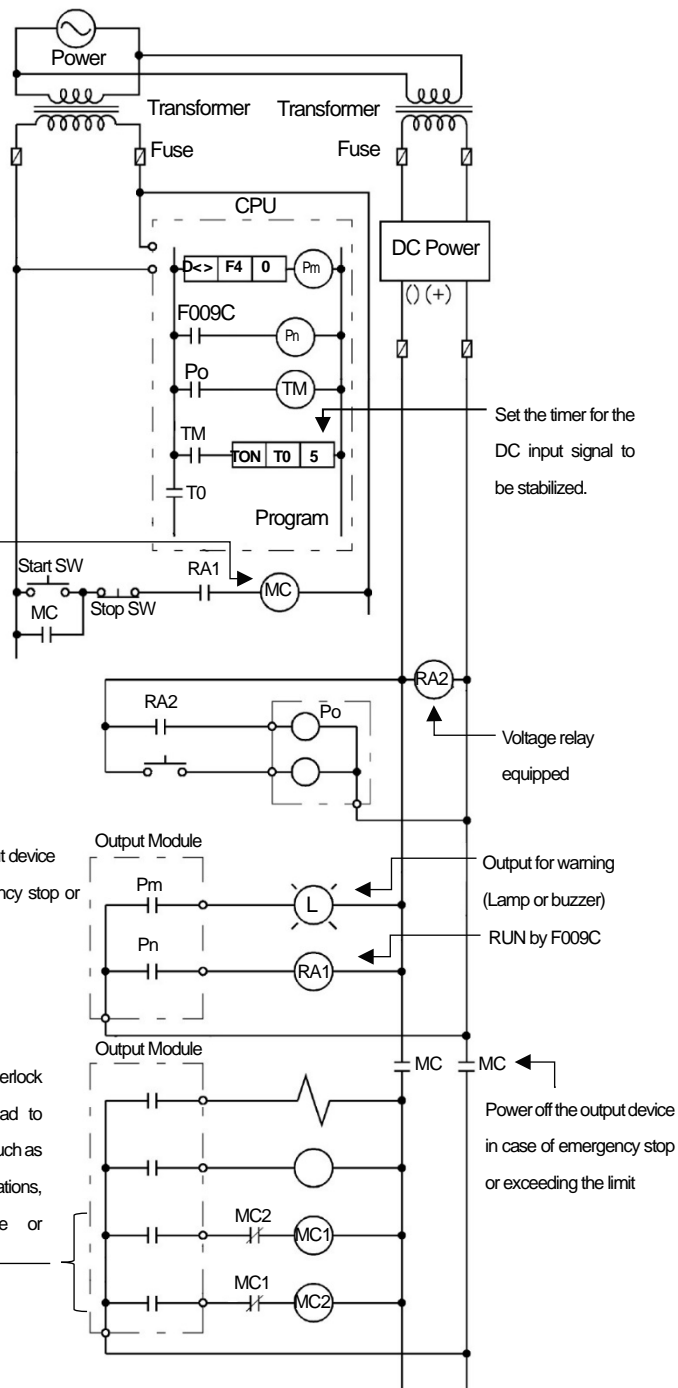 Power
Transformer
Transformer
Fuse
Fuse
CPU
DC Power
() (+)
D<> F4 0
Pm
F009C
Pn
Po
TM
TM
TON T0 5
T0
Program
Set the timer for the
DC input signal to
be stabilized.
Start SW
MC
Stop SW
RA1
MC
RA2
RA2
Po
Voltage relay
equipped
Output Module
t device
ncy stop or
Pm
L
Output for warning
(Lamp or buzzer)
Pn
RA1
RUN by F009C
Output Module
MC
MC
Power off the output device
in case of emergency stop
or exceeding the limit
erlock
ad to
uch as
ations,
e or
MC2
MC1
MC1
MC2